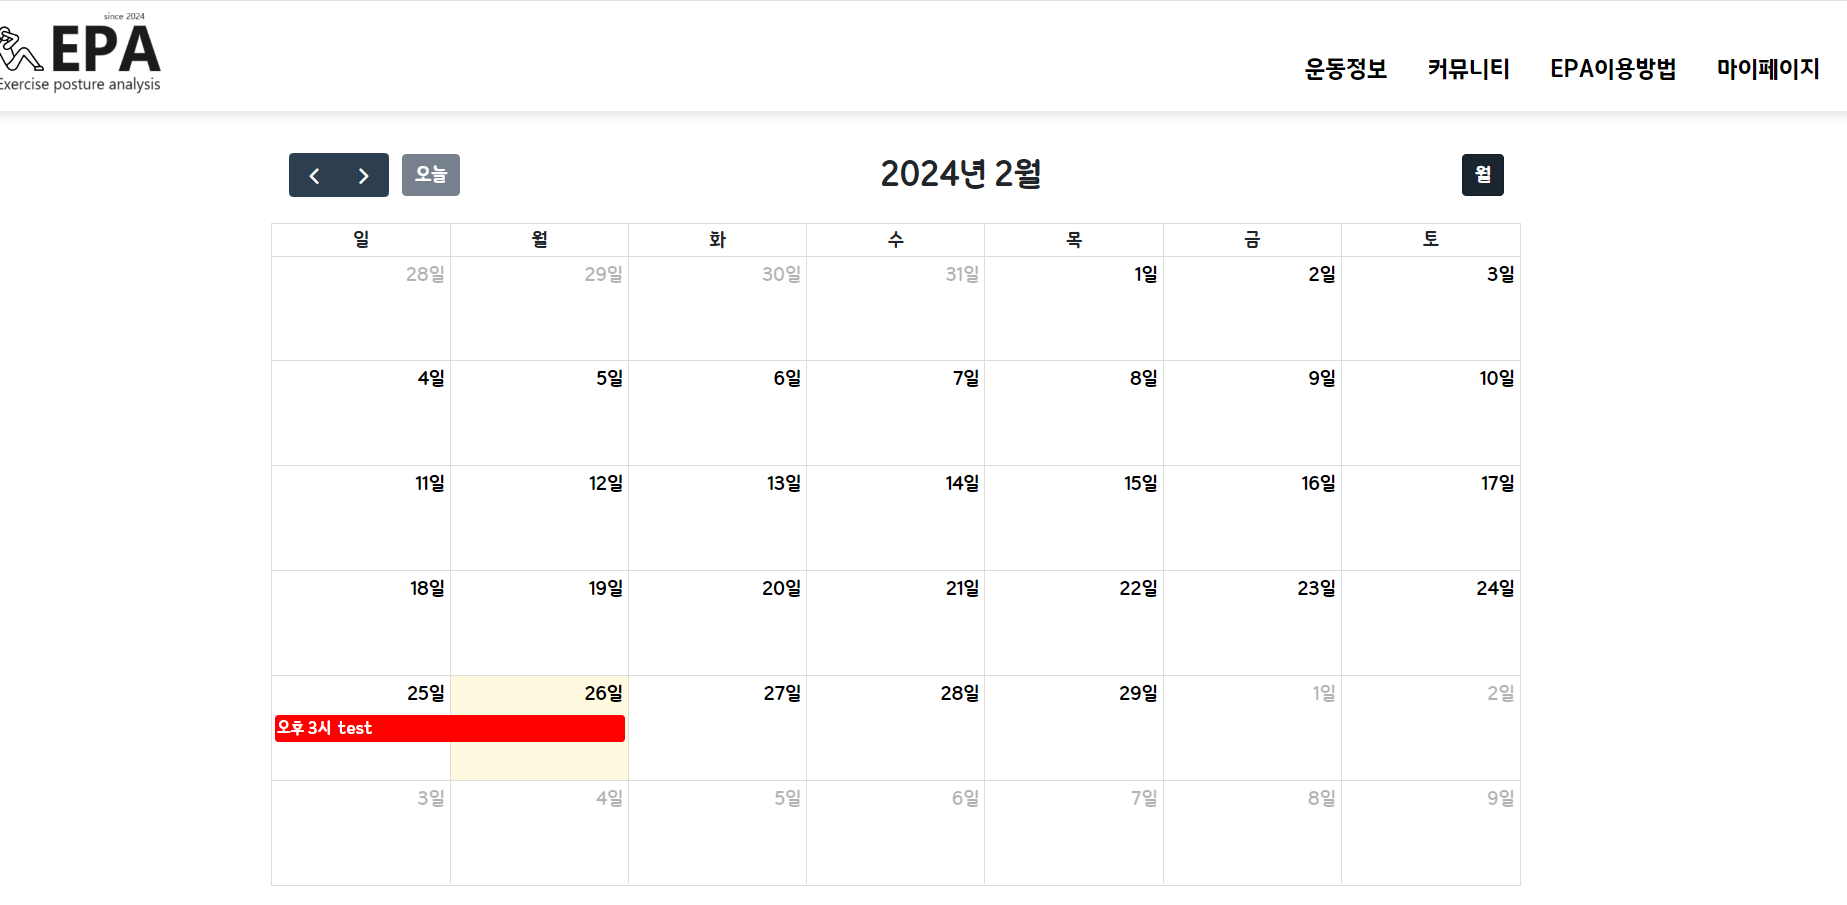 since 2024
EPA
Exercise posture analysis
운동정보 커뮤니티 EPA이용방법 마이페이지
오늘 2024년 2월 월
일 월 화 수 목 금 토
28일 29일 30일 31일 1일 2일 3일
4일 5일 6일 7일 8일 9일 10일
11일 12일 13일 14일 15일 16일 17일
18일 19일 20일 21일 22일 23일 24일
25일 26일 27일 28일 29일 1일 2일
오후 3시 test
3일 4일 5일 6일 7일 8일 9일